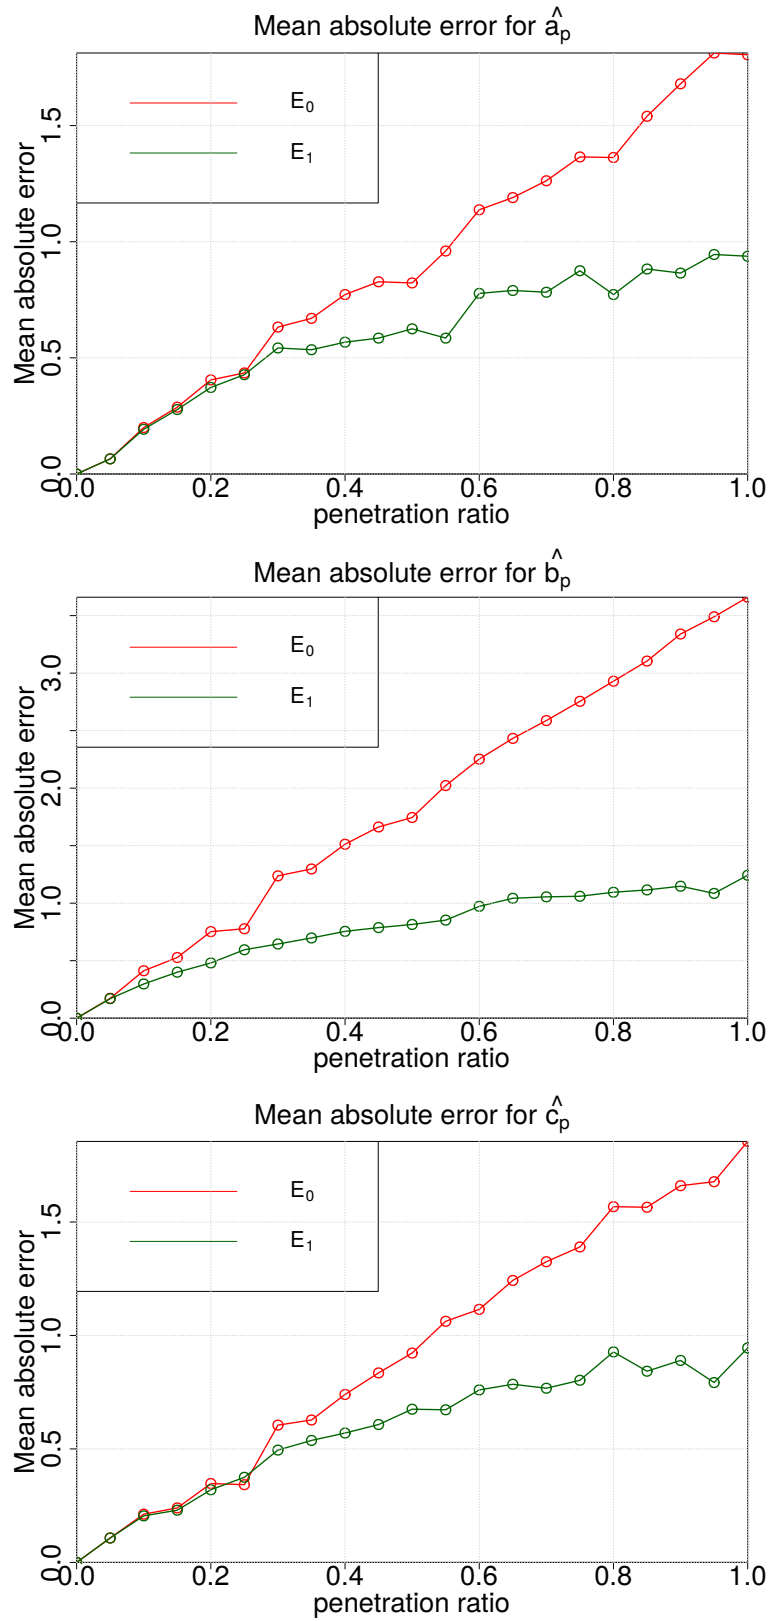 Mean absolute error for âₚ
E₀
E₁
Mean absolute error
0.0 0.5 1.0 1.5
0.0 0.2 0.4 0.6 0.8 1.0
penetration ratio
Mean absolute error for b̂ₚ
E₀
E₁
Mean absolute error
0.0 1.0 2.0 3.0
0.0 0.2 0.4 0.6 0.8 1.0
penetration ratio
Mean absolute error for ĉₚ
E₀
E₁
Mean absolute error
0.0 0.5 1.0 1.5
0.0 0.2 0.4 0.6 0.8 1.0
penetration ratio